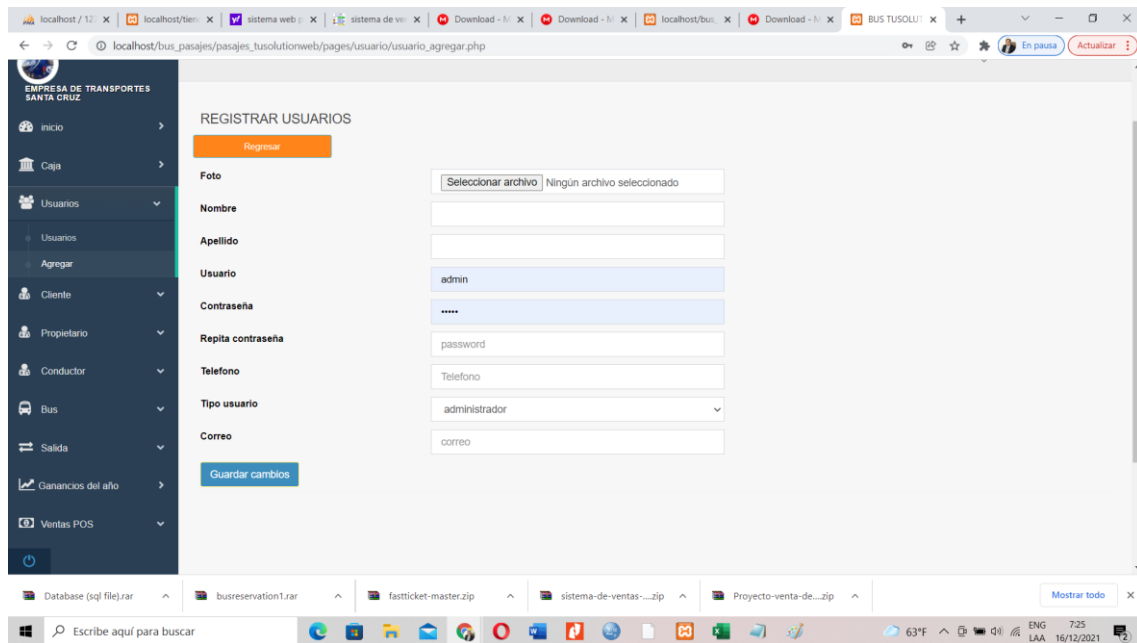 localhost / 12
localhost/tien
sistema web p
sistema de ve
Download - M
Download - M
localhost/bus_
Download - M
BUS TUSOLUT
localhost/bus_pasajes/pasajes_tusolutionweb/pages/usuario/usuario_agregar.php
En pausa
Actualizar
EMPRESA DE TRANSPORTES
SANTA CRUZ
inicio
Caja
Usuarios
Usuarios
Agregar
Cliente
Propietario
Conductor
Bus
Salida
Ganancios del año
Ventas POS
REGISTRAR USUARIOS
Regresar
Foto
Seleccionar archivo Ningún archivo seleccionado
Nombre
Apellido
Usuario
admin
Contraseña
•••••
Repita contraseña
password
Telefono
Telefono
Tipo usuario
administrador
Correo
correo
Guardar cambios
Database (sql file).rar
busreservation1.rar
fastticket-master.zip
sistema-de-ventas-....zip
Proyecto-venta-de....zip
Mostrar todo
Escribe aquí para buscar
63°F
ENG
LAA
7:25
16/12/2021